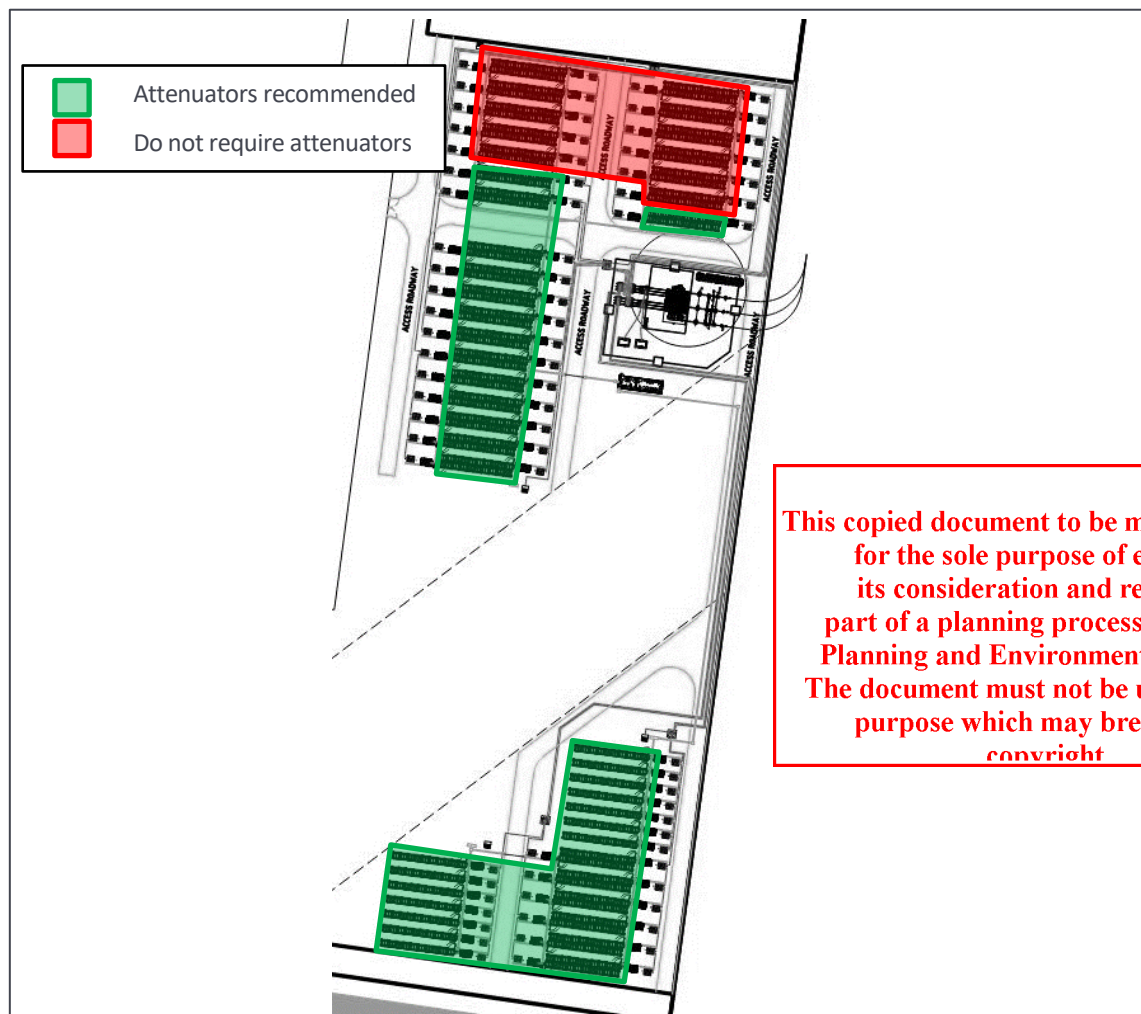 Attenuators recommended
Do not require attenuators
ACCESS ROADWAY
ACCESS ROADWAY
ACCESS ROADWAY
ACCESS ROADWAY
ACCESS ROADWAY
This copied document to be m
for the sole purpose of e
its consideration and re
part of a planning process
Planning and Environment
The document must not be u
purpose which may bre
copyright